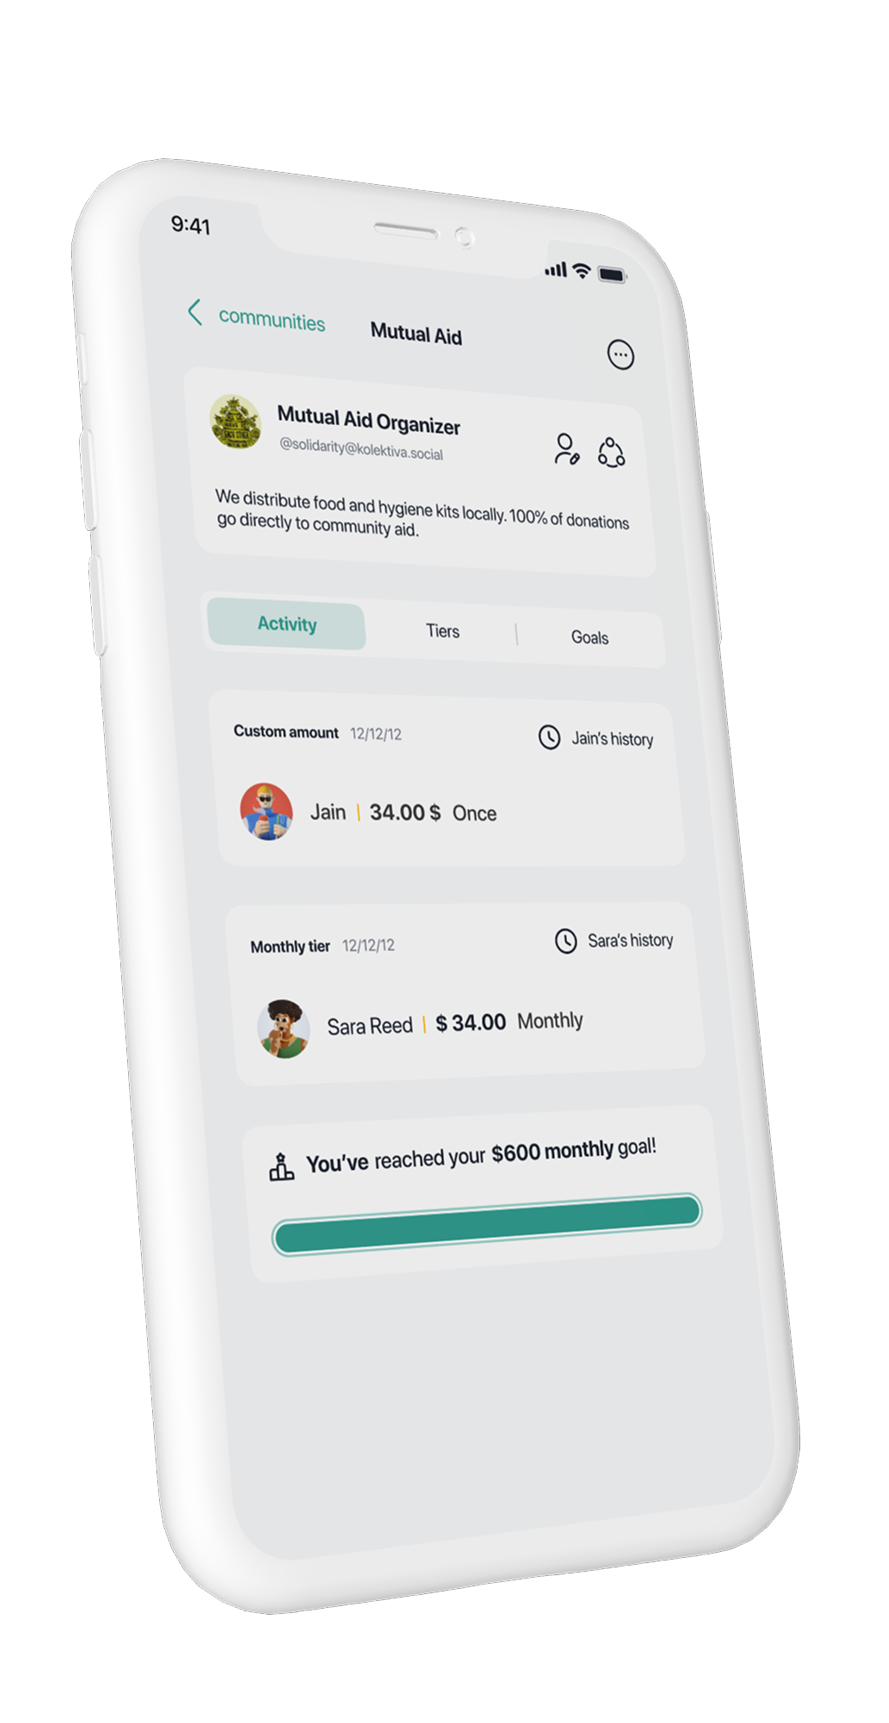 9:41
communities
Mutual Aid
Mutual Aid Organizer
@solidarity@kolektiva.social
We distribute food and hygiene kits locally. 100% of donations
go directly to community aid.
Activity
Tiers
Goals
Custom amount 12/12/12
Jain's history
Jain | 34.00 $ Once
Monthly tier 12/12/12
Sara's history
Sara Reed | $ 34.00 Monthly
You've reached your $600 monthly goal!